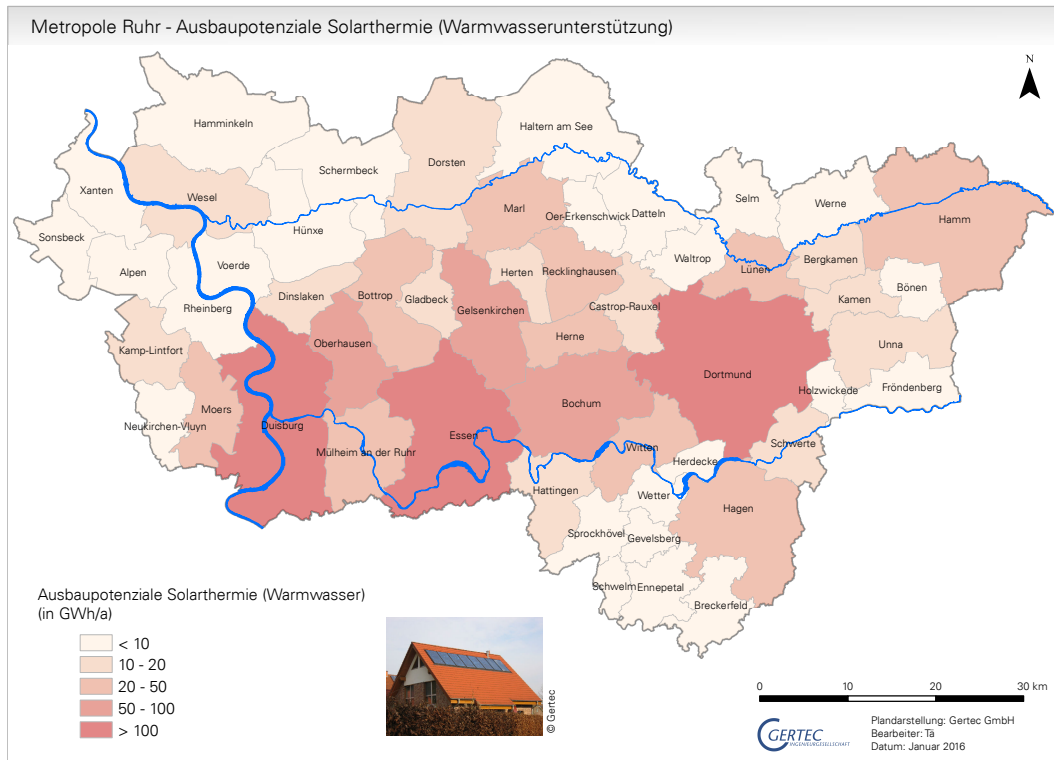 Metropole Ruhr - Ausbaupotenziale Solarthermie (Warmwasserunterstützung)
N
Hamminkeln
Haltern am See
Dorsten
Schermbeck
Xanten
Wesel
Marl
Oer-Erkenschwick
Datteln
Selm
Werne
Hamm
Sonsbeck
Hünxe
Alpen
Voerde
Waltrop
Lünen
Bergkamen
Rheinberg
Dinslaken
Bottrop
Gladbeck
Herten
Recklinghausen
Gelsenkirchen
Castrop-Rauxel
Kamen
Bönen
Kamp-Lintfort
Oberhausen
Herne
Unna
Dortmund
Holzwickede
Fröndenberg
Moers
Neukirchen-Vluyn
Duisburg
Essen
Bochum
Mülheim an der Ruhr
Witten
Schwerte
Herdecke
Hattingen
Wetter
Hagen
Sprockhövel
Gevelsberg
Schwelm
Ennepetal
Breckerfeld
Ausbaupotenziale Solarthermie (Warmwasser)
(in GWh/a)
< 10
10 - 20
20 - 50
50 - 100
> 100
© Gertec
0 10 20 30 km
GERTEC
INGENIEURGESELLSCHAFT
Plandarstellung: Gertec GmbH
Bearbeiter: Tä
Datum: Januar 2016